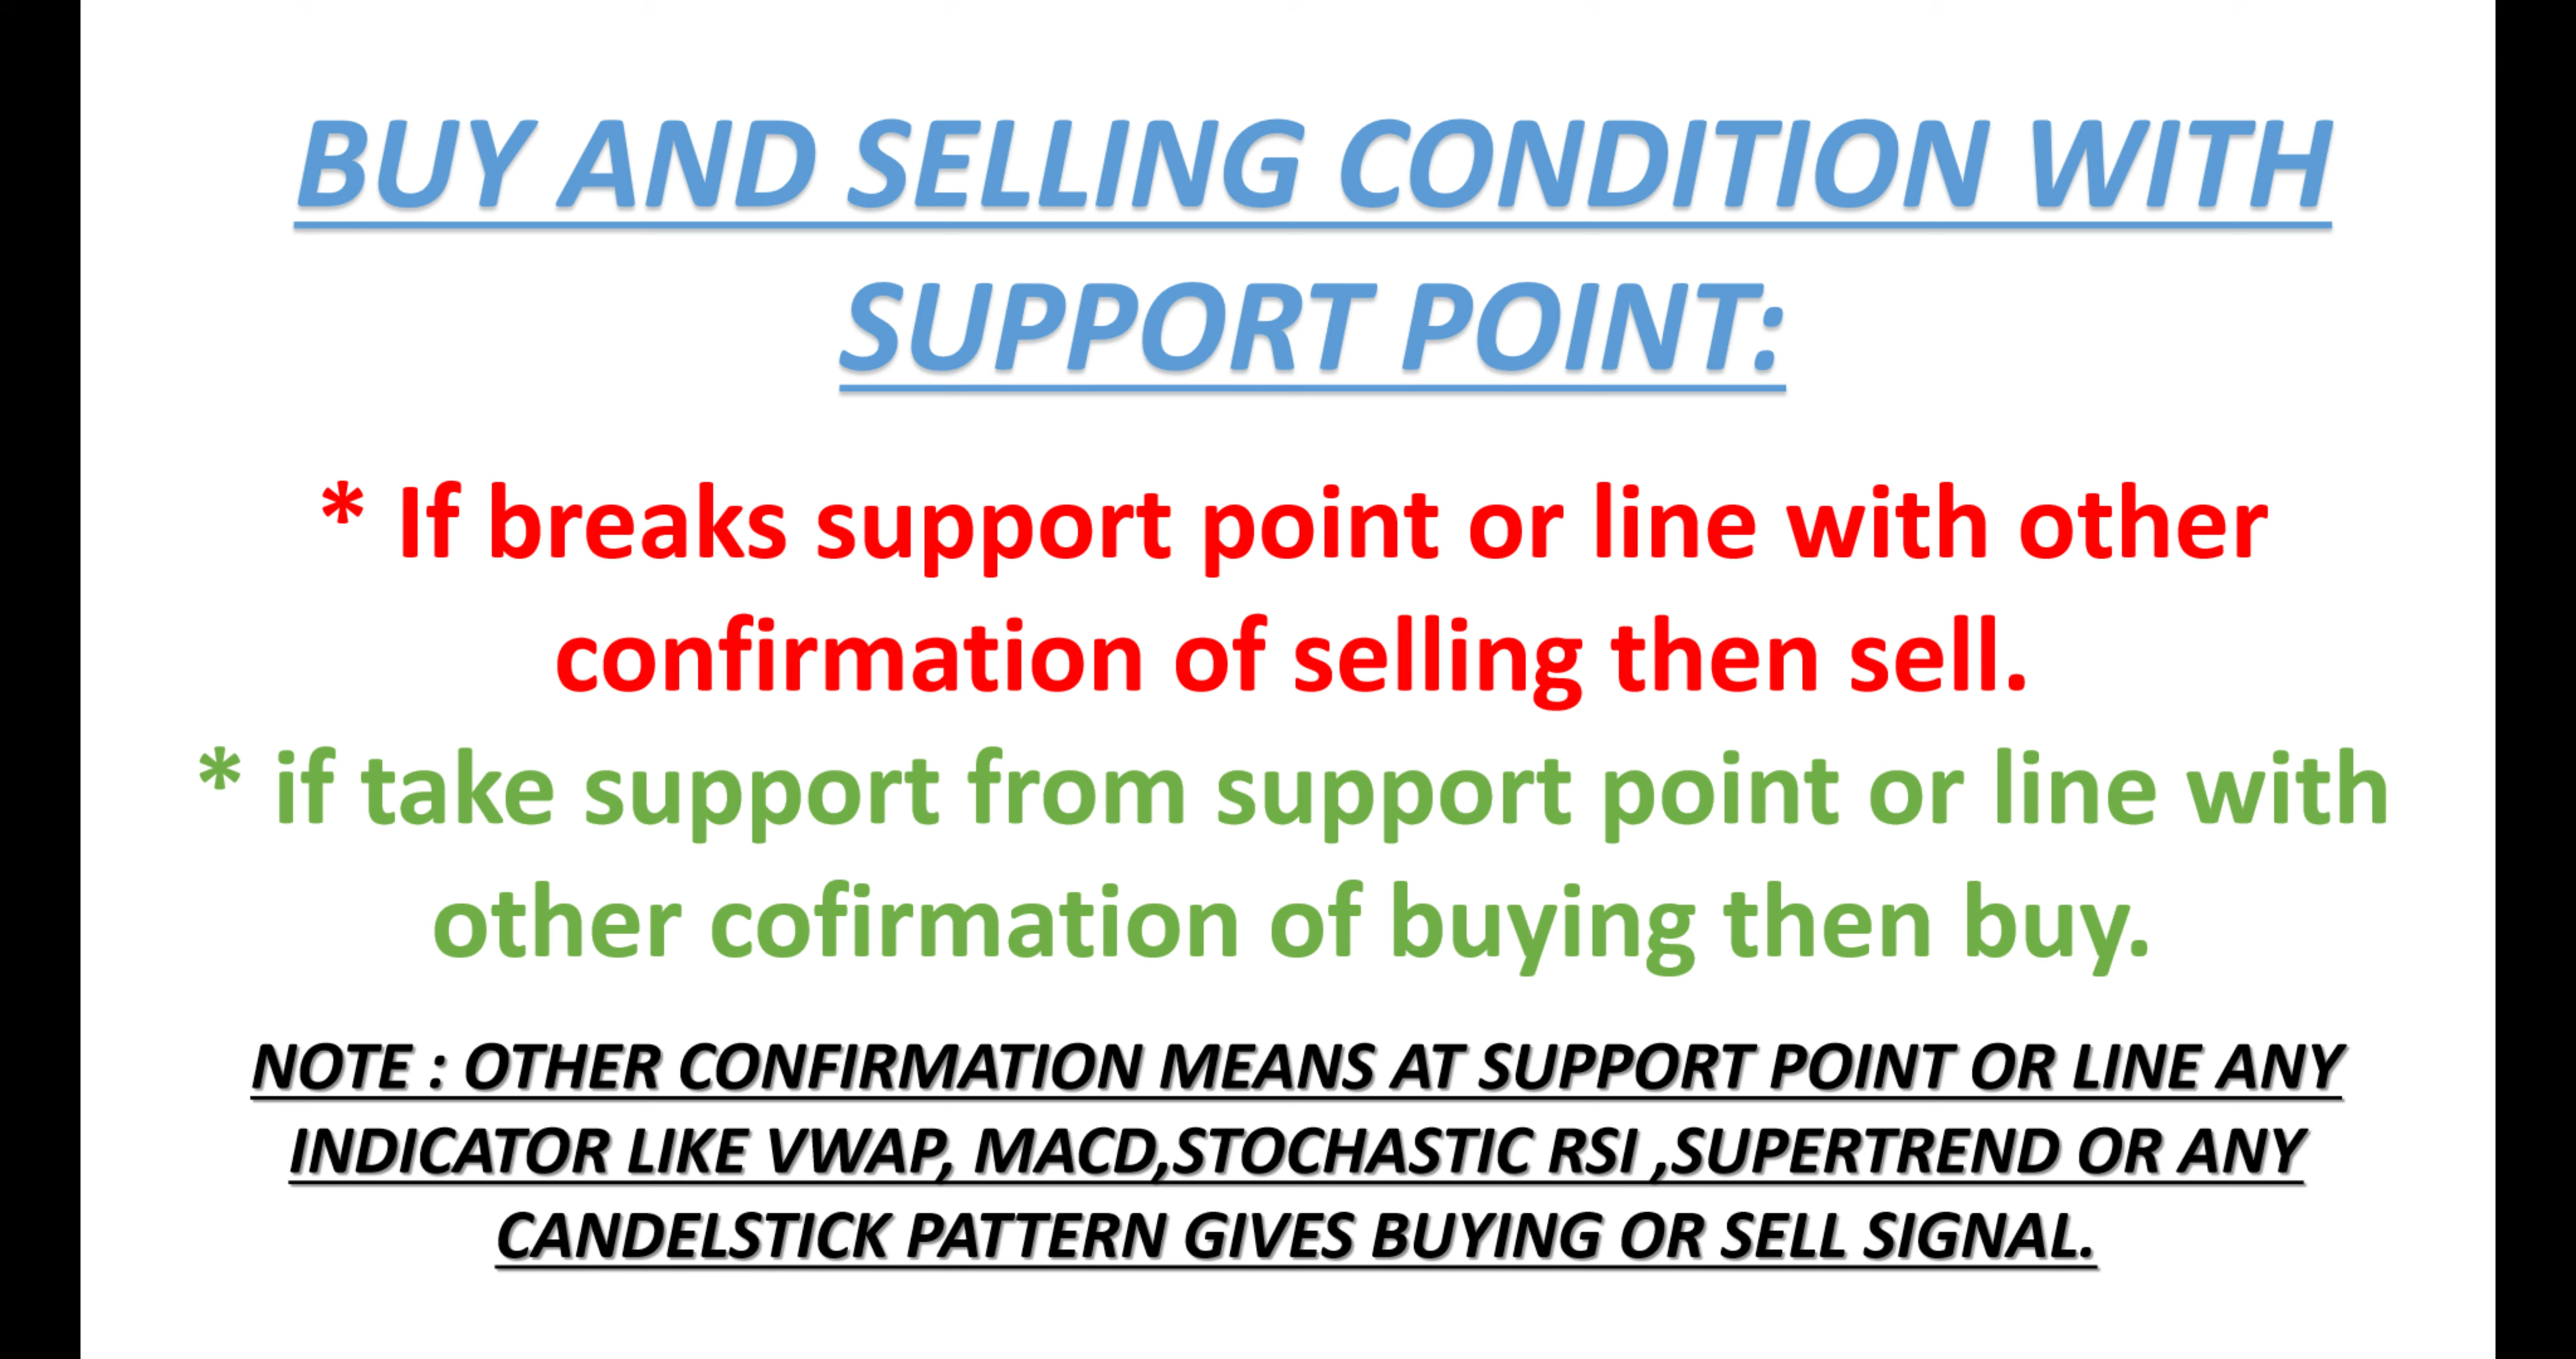 BUY AND SELLING CONDITION WITH
SUPPORT POINT:
* If breaks support point or line with other
confirmation of selling then sell.
* if take support from support point or line with
other cofirmation of buying then buy.
NOTE : OTHER CONFIRMATION MEANS AT SUPPORT POINT OR LINE ANY
INDICATOR LIKE VWAP, MACD,STOCHASTIC RSI ,SUPERTREND OR ANY
CANDELSTICK PATTERN GIVES BUYING OR SELL SIGNAL.